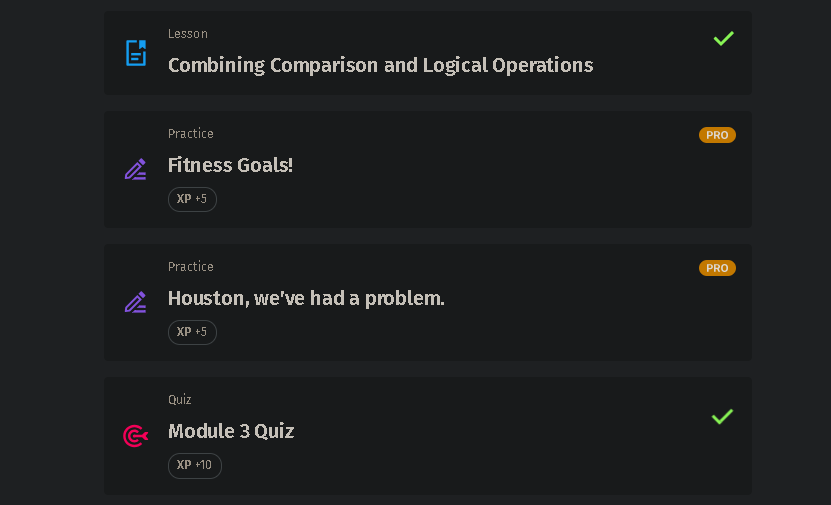 Lesson
Combining Comparison and Logical Operations
Practice
PRO
Fitness Goals!
XP +5
Practice
PRO
Houston, we've had a problem.
XP +5
Quiz
Module 3 Quiz
XP +10